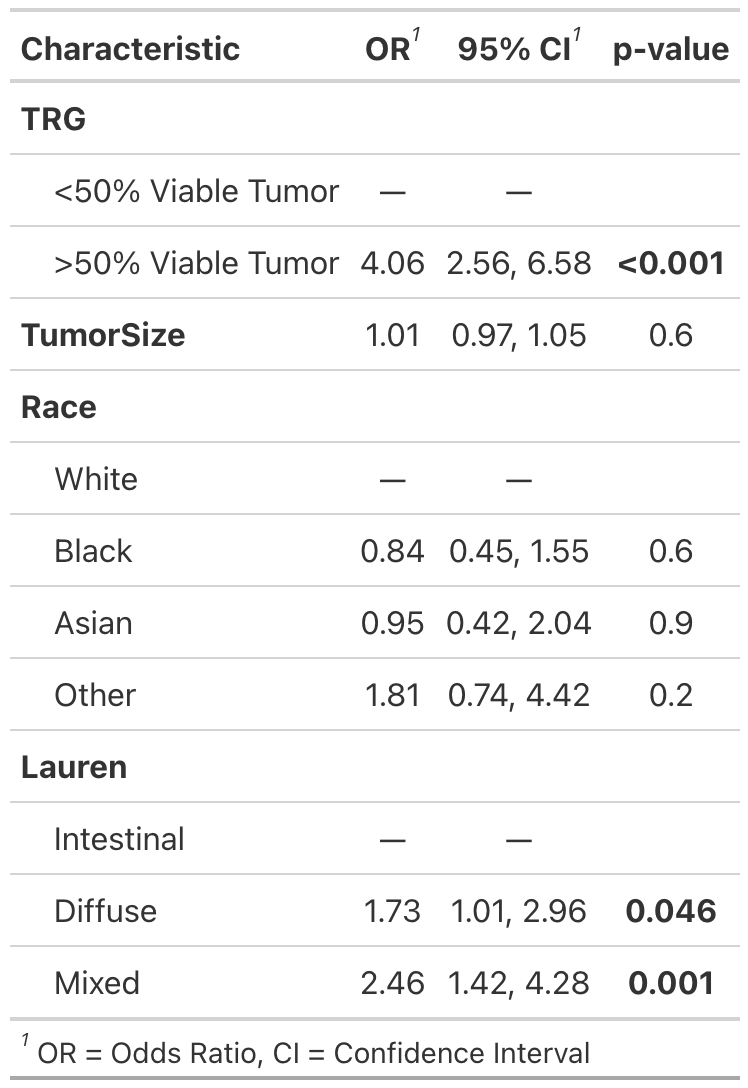 Characteristic OR1 95% CI1 p-value
TRG
<50% Viable Tumor — —
>50% Viable Tumor 4.06 2.56, 6.58 <0.001
TumorSize 1.01 0.97, 1.05 0.6
Race
White — —
Black 0.84 0.45, 1.55 0.6
Asian 0.95 0.42, 2.04 0.9
Other 1.81 0.74, 4.42 0.2
Lauren
Intestinal — —
Diffuse 1.73 1.01, 2.96 0.046
Mixed 2.46 1.42, 4.28 0.001
1 OR = Odds Ratio, CI = Confidence Interval